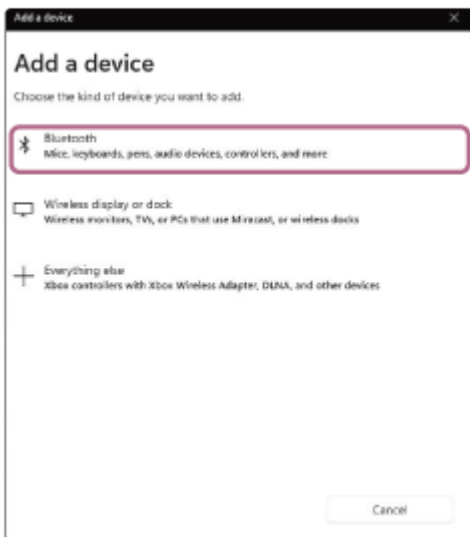 Add a device
Add a device
Choose the kind of device you want to add.
Bluetooth
Mice, keyboards, pens, audio devices, controllers, and more
Wireless display or dock
Wireless monitors, TVs, or PCs that use Miracast, or wireless docks
Everything else
Xbox controllers with Xbox Wireless Adapter, DLNA, and other devices
Cancel